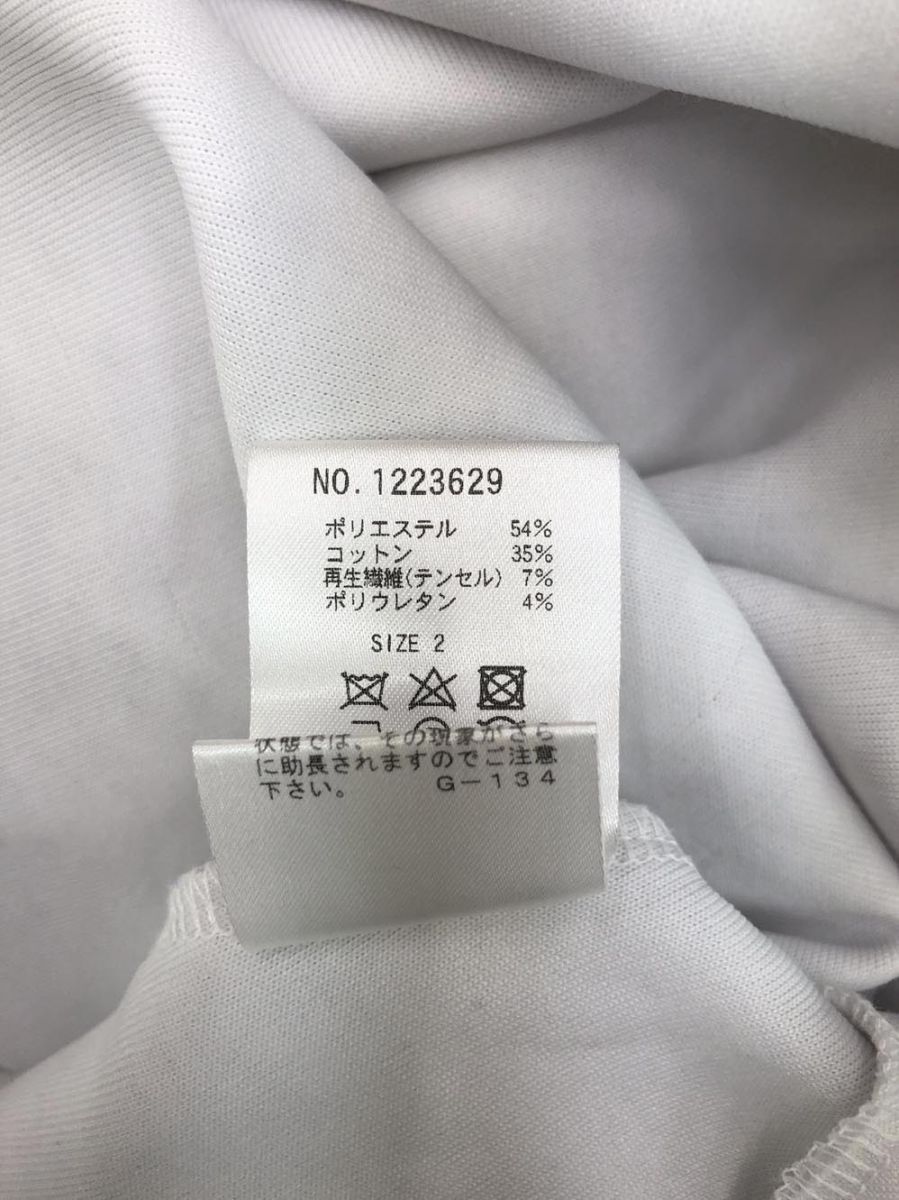 NO. 1223629
ポリエステル 54%
コットン 35%
再生繊維(テンセル) 7%
ポリウレタン 4%
SIZE 2
状態では、その現象がさら
に助長されますのでご注意
下さい。 G-134